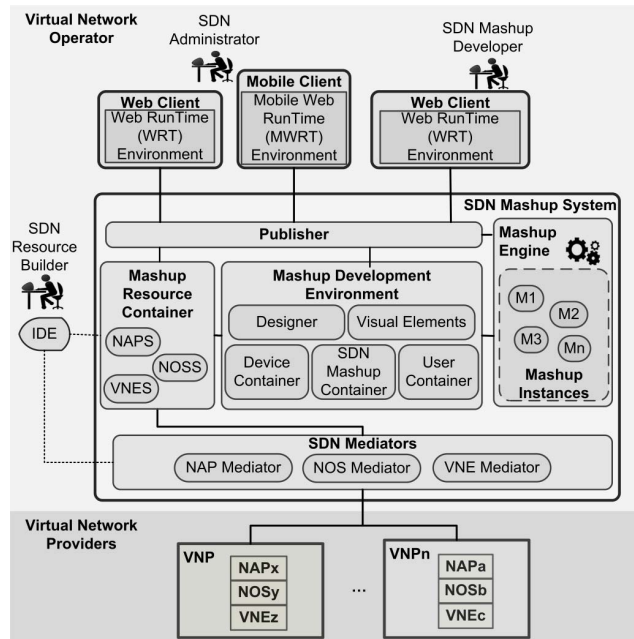 Virtual Network
Operator
SDN
Administrator
SDN Mashup
Developer
Web Client
Web RunTime
(WRT)
Environment
Mobile Client
Mobile Web
RunTime
(MWRT)
Environment
Web Client
Web RunTime
(WRT)
Environment
SDN
Resource
Builder
IDE
SDN Mashup System
Publisher
Mashup
Engine
M1
M2
M3
Mn
Mashup
Instances
Mashup
Resource
Container
NAPS
NOSS
VNES
Mashup Development
Environment
Designer
Visual Elements
Device
Container
SDN
Mashup
Container
User
Container
SDN Mediators
NAP Mediator
NOS Mediator
VNE Mediator
Virtual Network
Providers
VNP
NAPx
NOSy
VNEz
...
VNPn
NAPa
NOSb
VNEc